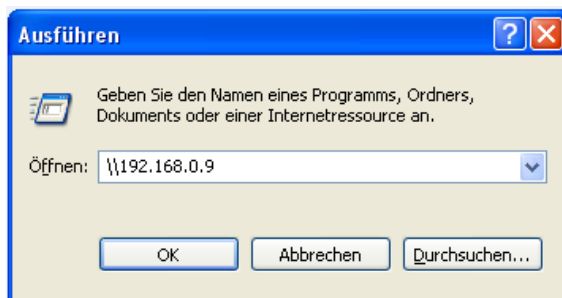 Ausführen
Geben Sie den Namen eines Programms, Ordners,
Dokuments oder einer Internetressource an.
Öffnen: \\192.168.0.9
OK Abbrechen Durchsuchen...